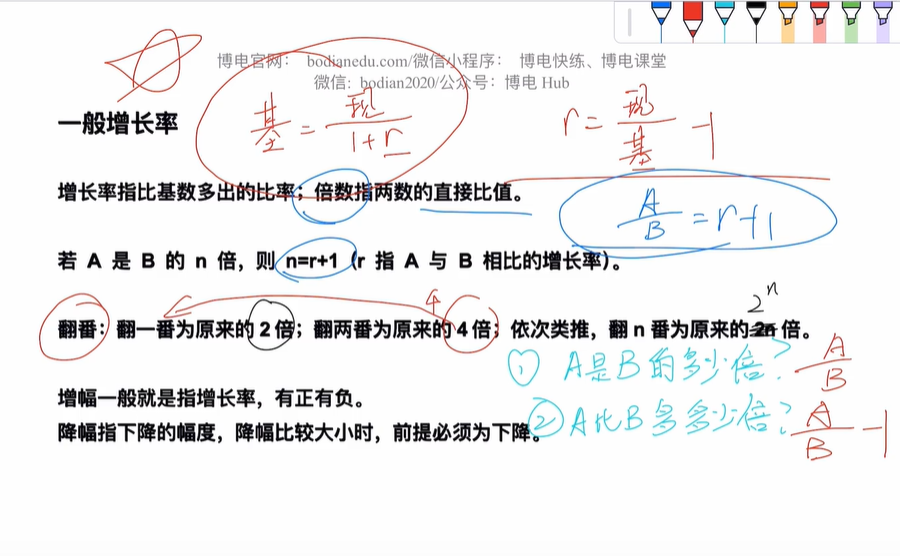 博电官网： bodianedu.com/微信小程序： 博电快练、博电课堂
微信: bodian2020/公众号：博电 Hub
一般增长率
基 = 现/1+r
r = 现/基 -1
增长率指比基数多出的比率；倍数指两数的直接比值。
A/B = r+1
若 A 是 B 的 n 倍，则 n=r+1（r 指 A 与 B 相比的增长率）。
4
2^n
翻番：翻一番为原来的 2 倍；翻两番为原来的 4 倍；依次类推，翻 n 番为原来的 2n 倍。
① A是B的多少倍？ A/B
增幅一般就是指增长率，有正有负。
② A比B多多少倍？ A/B -1
降幅指下降的幅度，降幅比较大小时，前提必须为下降。